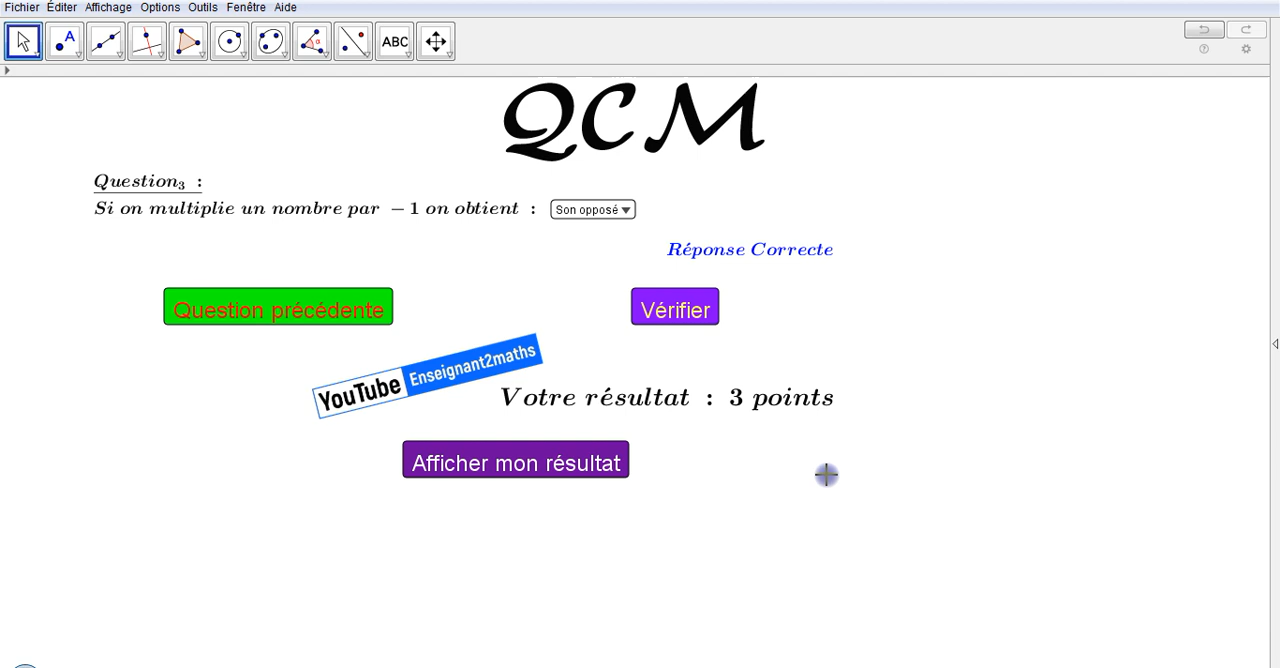 Fichier Éditer Affichage Options Outils Fenêtre Aide
A
ABC
QCM
Question₃ :
Si on multiplie un nombre par −1 on obtient : Son opposé
Réponse Correcte
Question précédente
Vérifier
YouTube Enseignant2maths
Votre résultat : 3 points
Afficher mon résultat